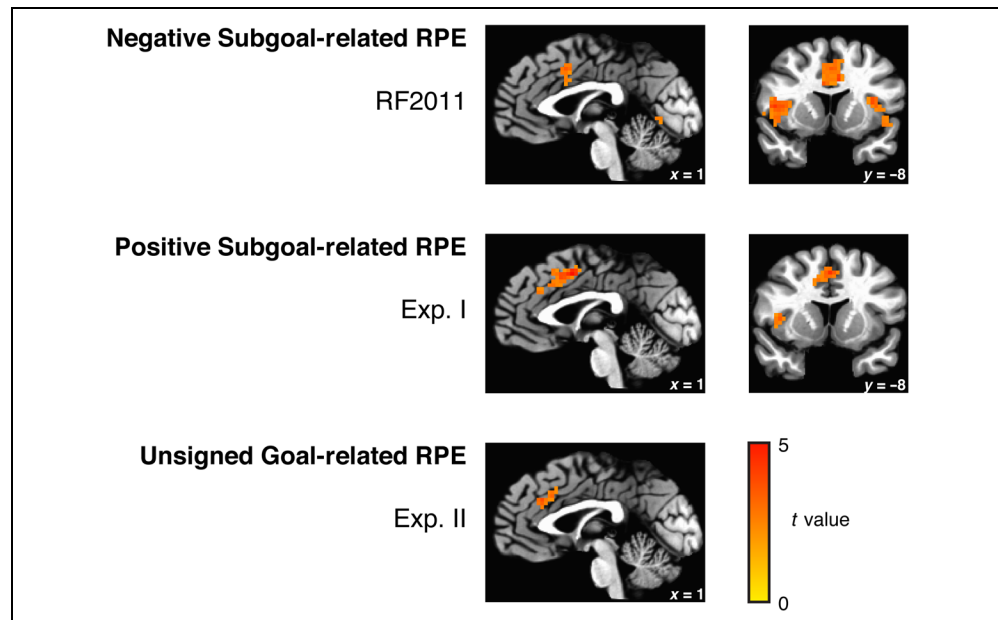 Negative Subgoal-related RPE
RF2011
x = 1
y = –8
Positive Subgoal-related RPE
Exp. I
x = 1
y = –8
Unsigned Goal-related RPE
Exp. II
x = 1
5
t value
0